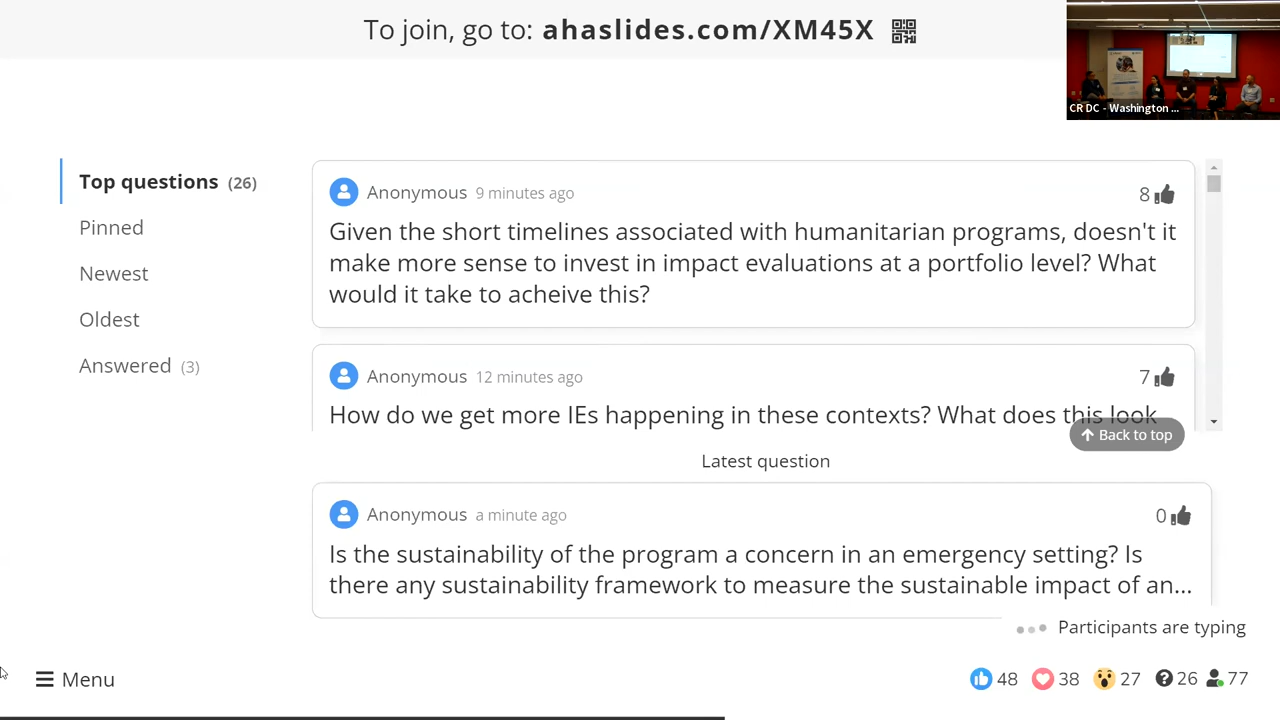 To join, go to: ahaslides.com/XM45X
CR DC - Washington ...
Top questions (26)
Pinned
Newest
Oldest
Answered (3)
Anonymous 9 minutes ago
8
Given the short timelines associated with humanitarian programs, doesn't it
make more sense to invest in impact evaluations at a portfolio level? What
would it take to acheive this?
Anonymous 12 minutes ago
7
How do we get more IEs happening in these contexts? What does this look
Back to top
Latest question
Anonymous a minute ago
0
Is the sustainability of the program a concern in an emergency setting? Is
there any sustainability framework to measure the sustainable impact of an...
Participants are typing
Menu
48 38 27 26 77